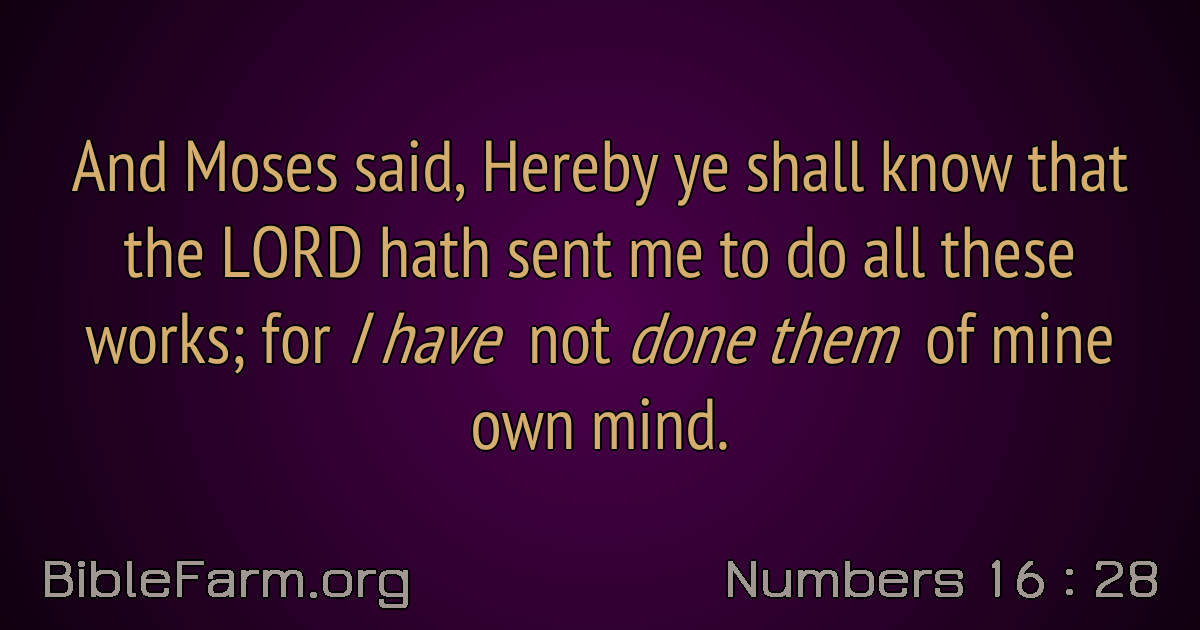 And Moses said, Hereby ye shall know that
the LORD hath sent me to do all these
works; for I have not done them of mine
own mind.
BibleFarm.org
Numbers 16 : 28